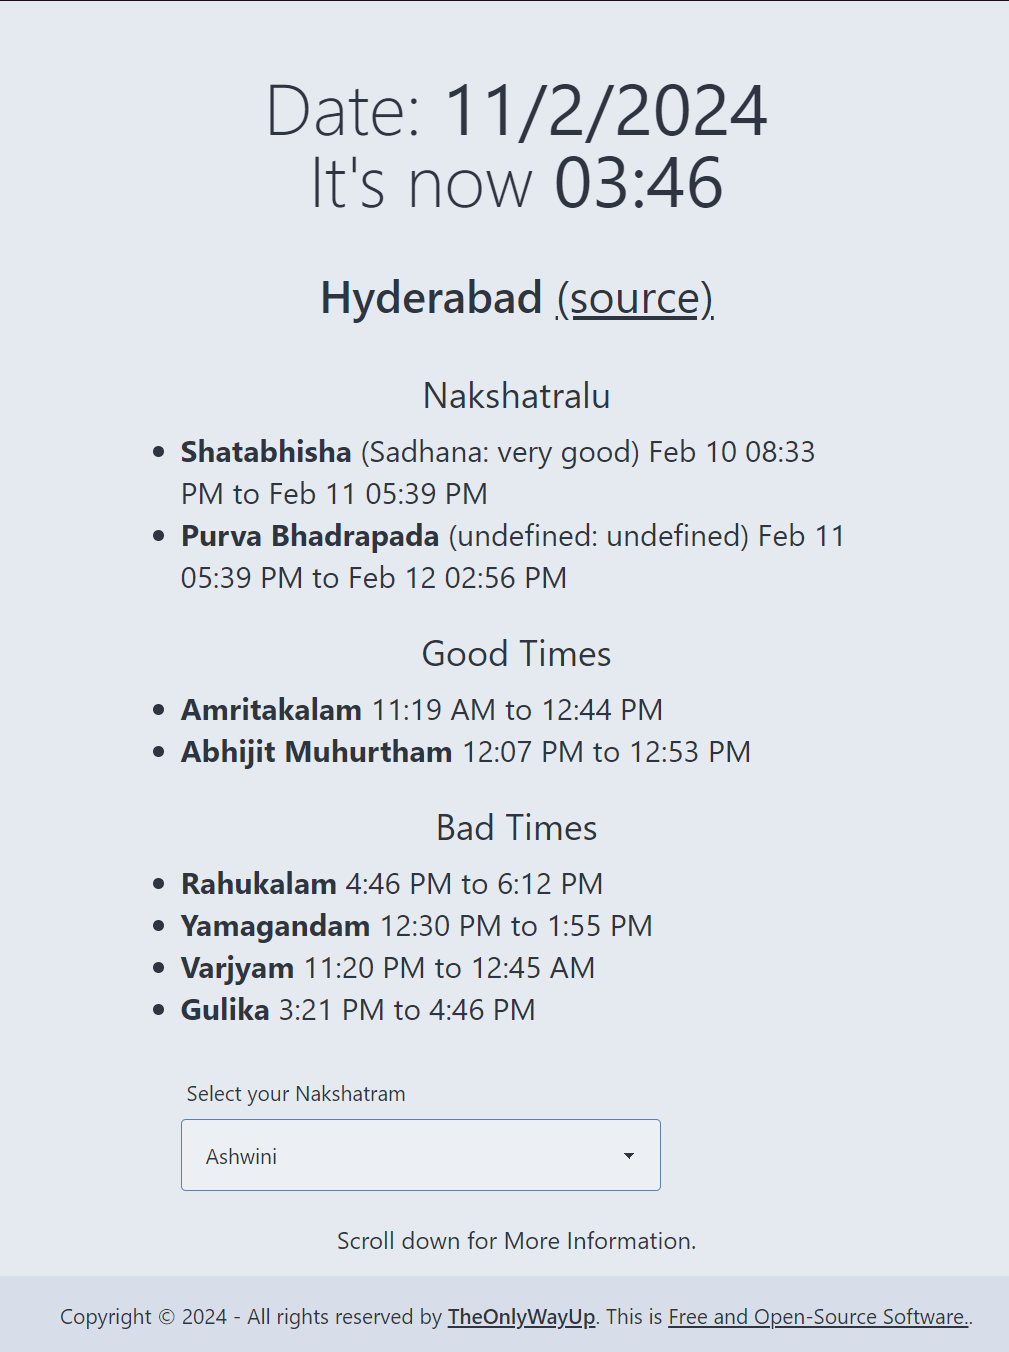 Date: 11/2/2024
It's now 03:46
Hyderabad (source)
Nakshatralu
Shatabhisha (Sadhana: very good) Feb 10 08:33
PM to Feb 11 05:39 PM
Purva Bhadrapada (undefined: undefined) Feb 11
05:39 PM to Feb 12 02:56 PM
Good Times
Amritakalam 11:19 AM to 12:44 PM
Abhijit Muhurtham 12:07 PM to 12:53 PM
Bad Times
Rahukalam 4:46 PM to 6:12 PM
Yamagandam 12:30 PM to 1:55 PM
Varjyam 11:20 PM to 12:45 AM
Gulika 3:21 PM to 4:46 PM
Select your Nakshatram
Ashwini
Scroll down for More Information.
Copyright © 2024 - All rights reserved by TheOnlyWayUp. This is Free and Open-Source Software..